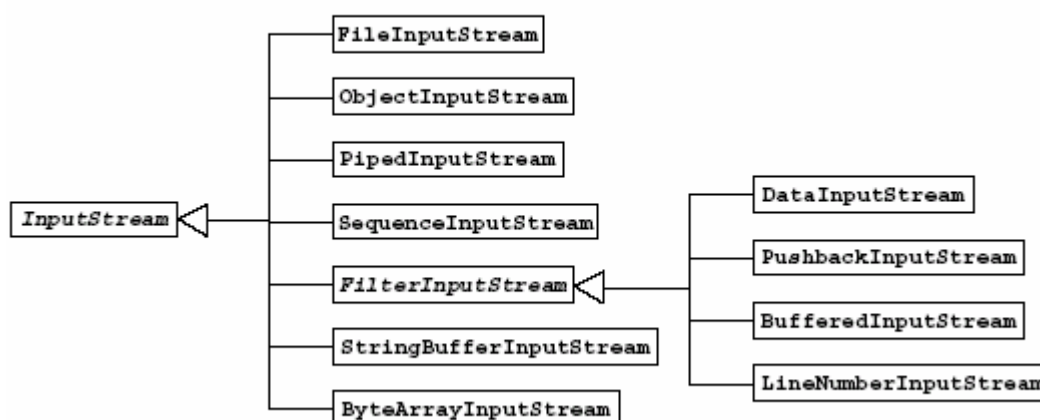 FileInputStream
ObjectInputStream
PipedInputStream
InputStream
SequenceInputStream
FilterInputStream
StringBufferInputStream
ByteArrayInputStream
DataInputStream
PushbackInputStream
BufferedInputStream
LineNumberInputStream